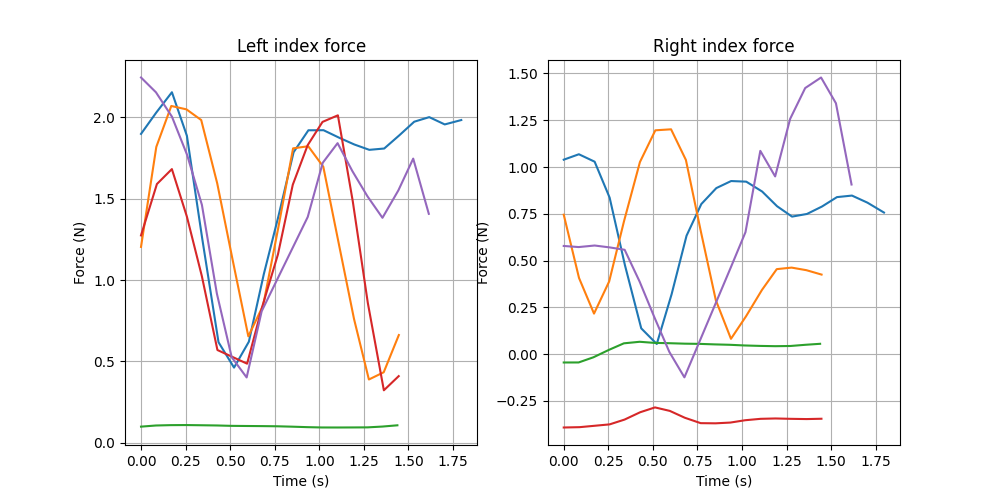 Left index force
Force (N)
2.0
1.5
1.0
0.5
0.0
0.00 0.25 0.50 0.75 1.00 1.25 1.50 1.75
Time (s)
Right index force
Force (N)
1.50
1.25
1.00
0.75
0.50
0.25
0.00
−0.25
0.00 0.25 0.50 0.75 1.00 1.25 1.50 1.75
Time (s)